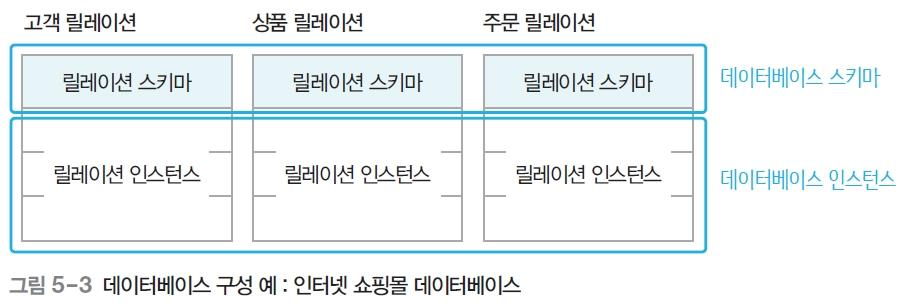 고객 릴레이션 상품 릴레이션 주문 릴레이션
릴레이션 스키마 릴레이션 스키마 릴레이션 스키마 데이터베이스 스키마
릴레이션 인스턴스 릴레이션 인스턴스 릴레이션 인스턴스 데이터베이스 인스턴스
그림 5-3 데이터베이스 구성 예 : 인터넷 쇼핑몰 데이터베이스